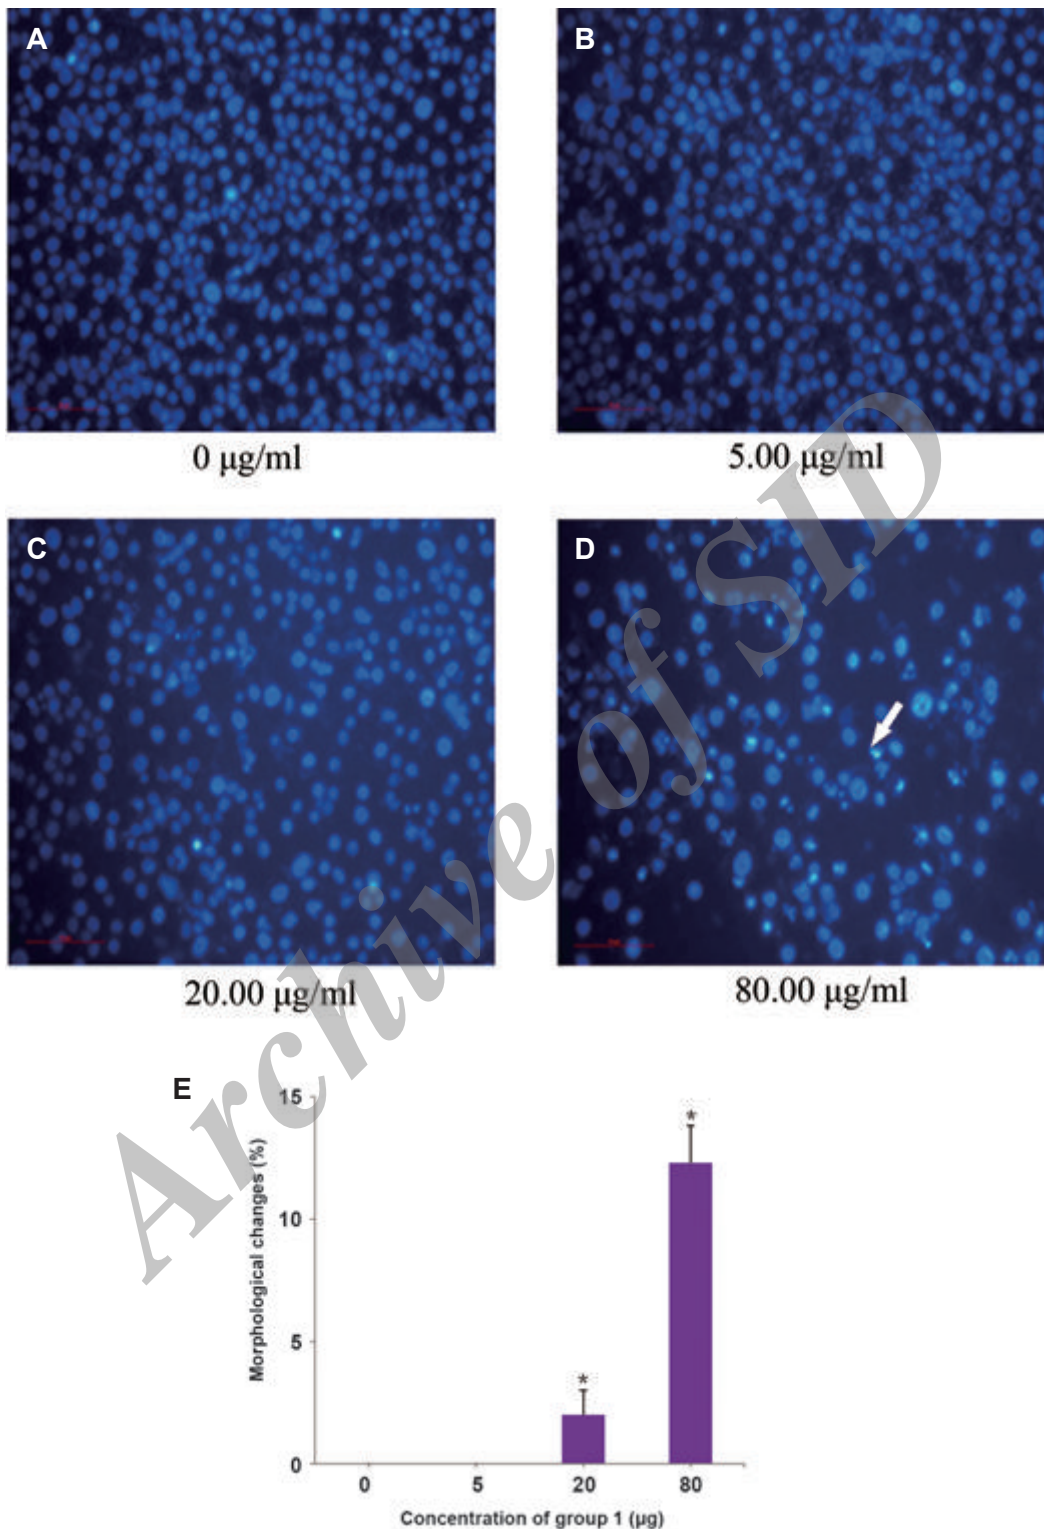 A
B
0 µg/ml
5.00 µg/ml
C
D
20.00 µg/ml
80.00 µg/ml
Archive of SID
E
15
10
5
0
Morphological changes (%)
*
*
0
5
20
80
Concentration of group 1 (µg)